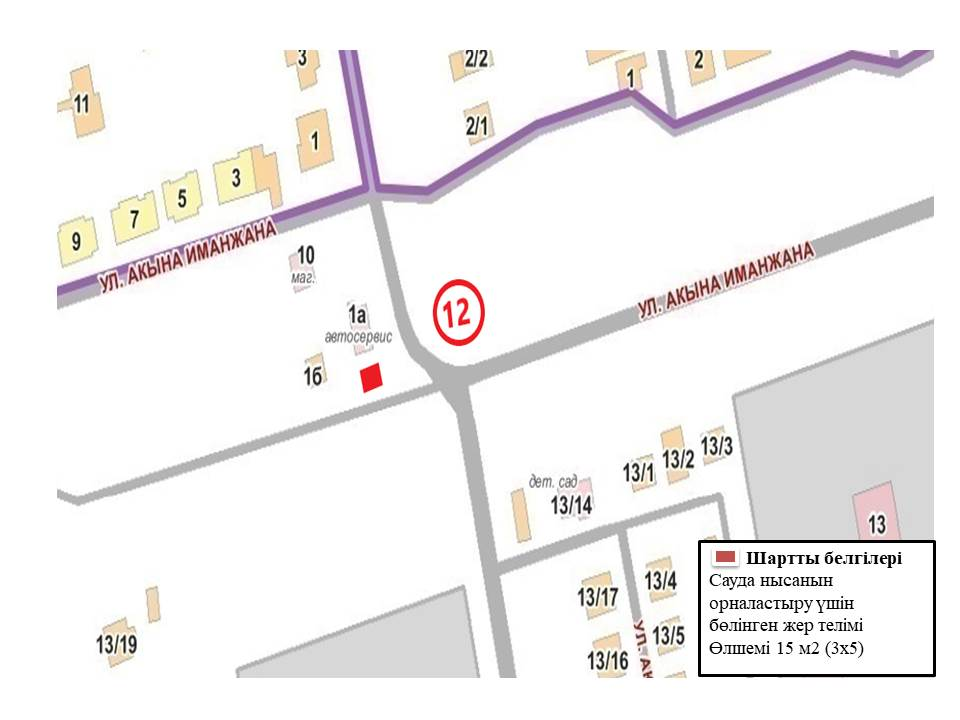 3
2/2
1
2
11
2/1
1
3
5
7
9
УЛ. АКЫНА ИМАНЖАНА
10
маг.
УЛ. АКЫНА ИМАНЖАНА
12
1а
автосервис
1б
13/3
13/2
13/1
дет. сад
13/14
13
13/4
13/17
13/5
13/16
13/19
Шартты белгілері
Сауда нысанын
орналастыру үшін
бөлінген жер телімі
Өлшемі 15 м2 (3х5)